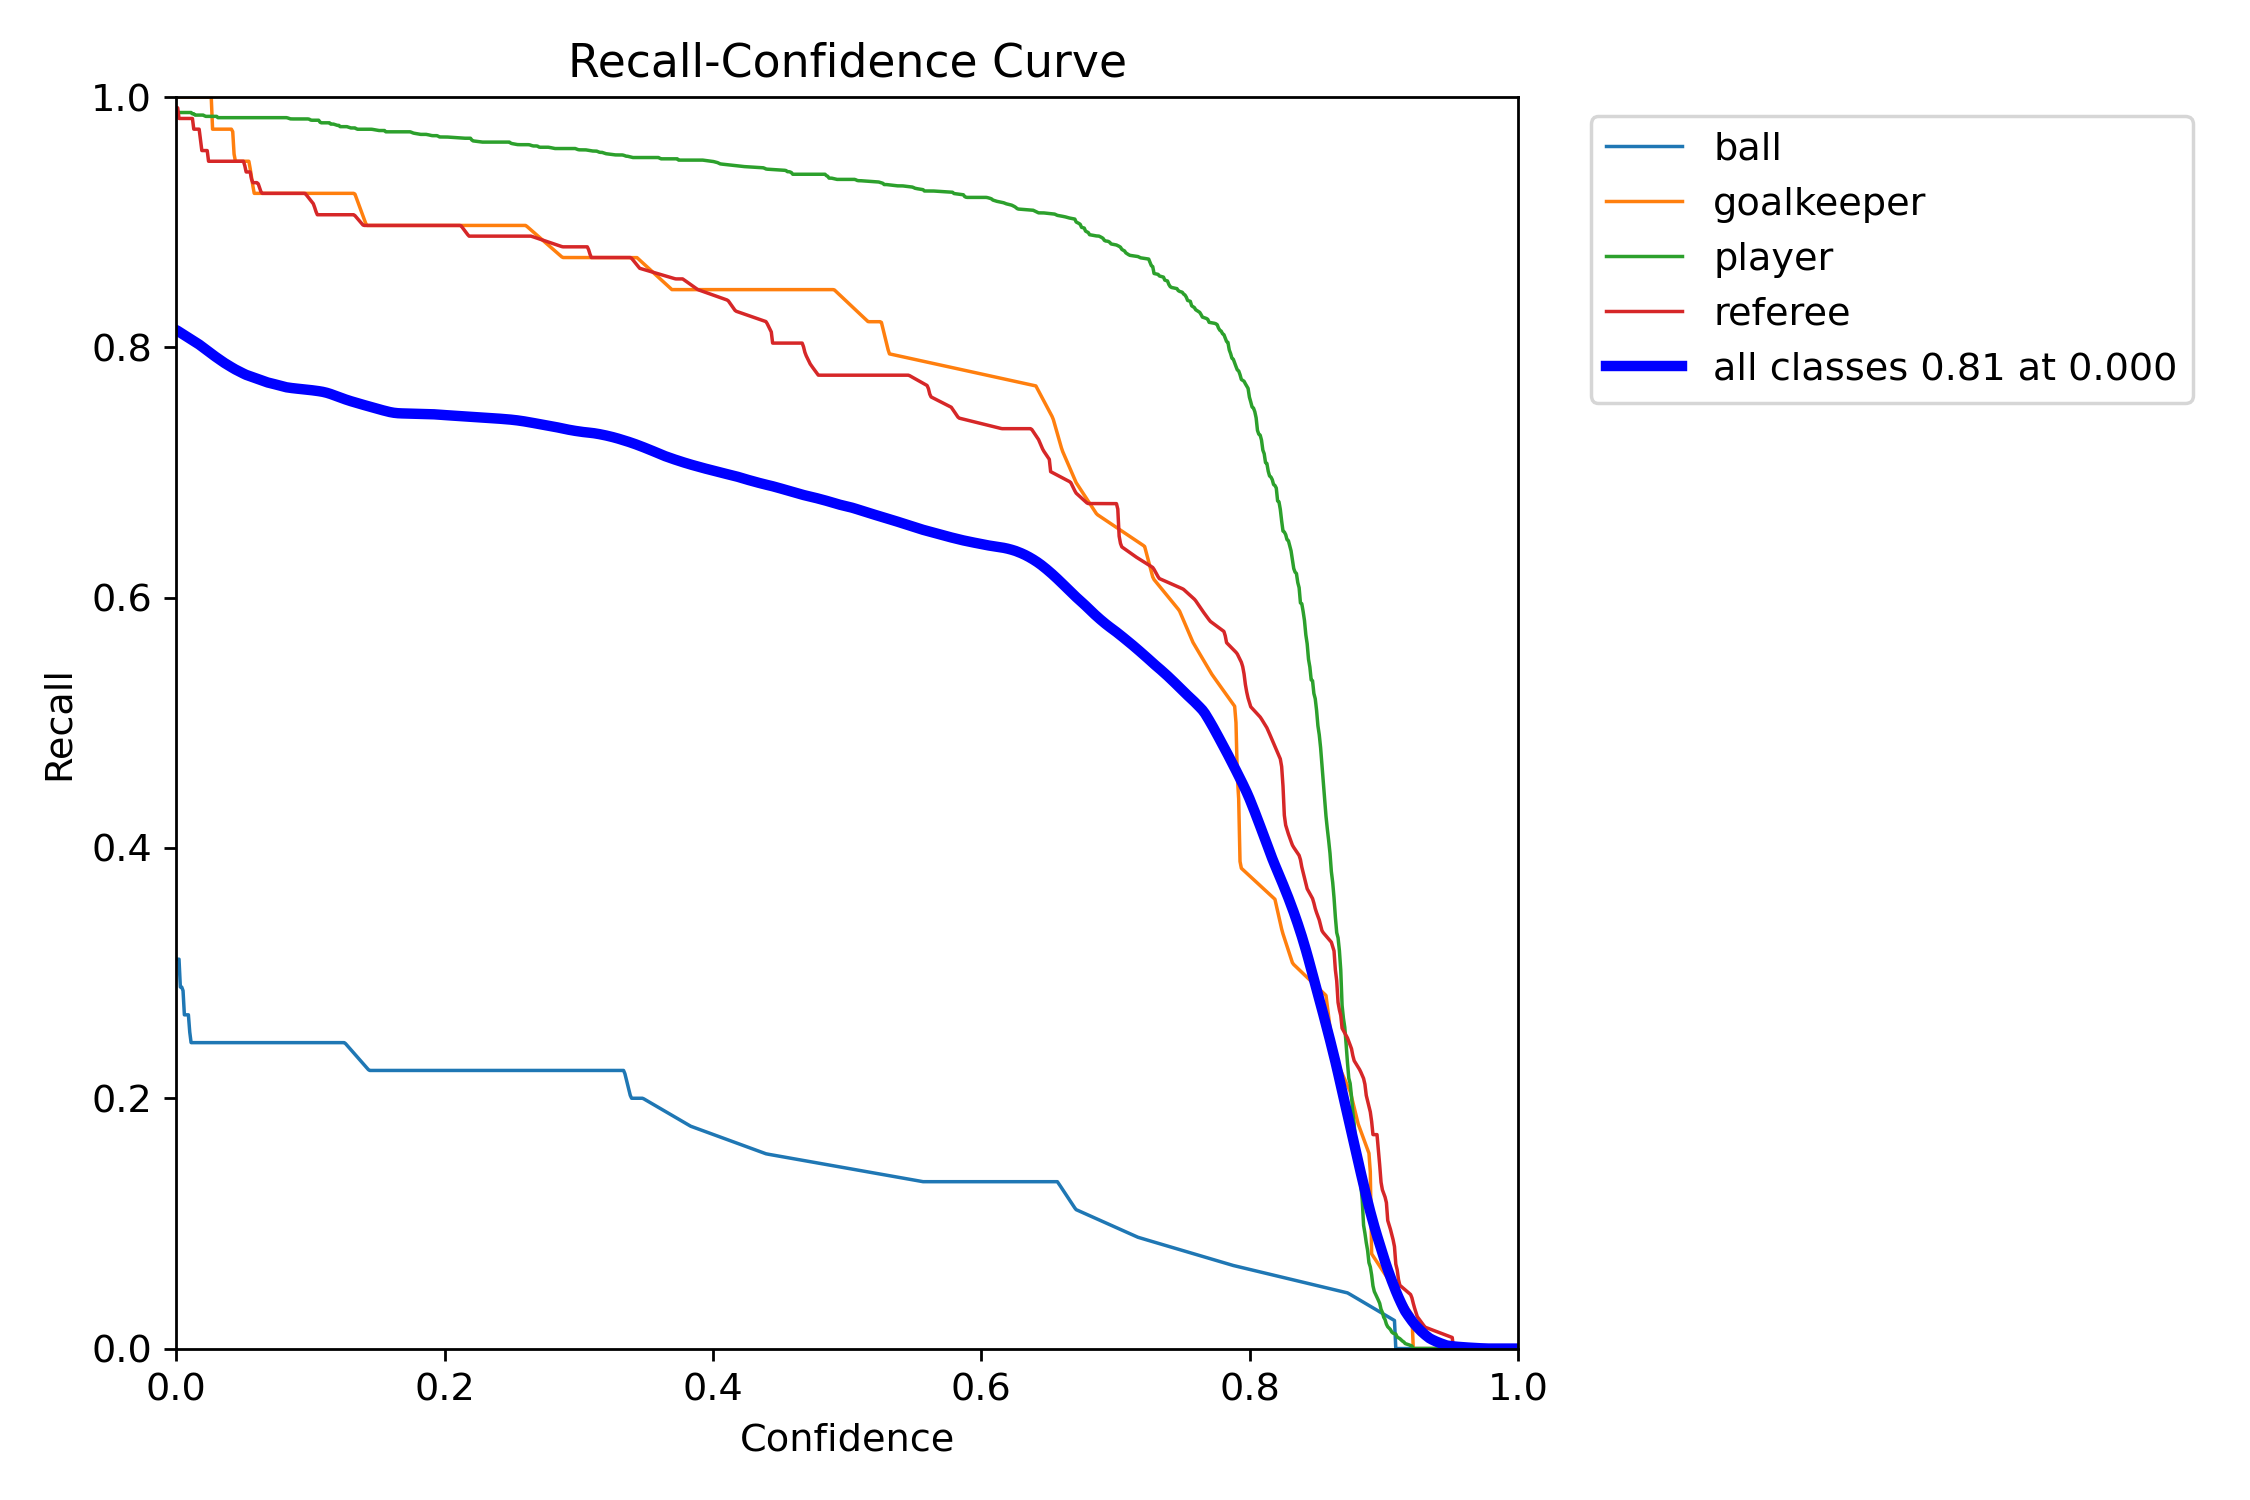 Recall-Confidence Curve
1.0
0.8
0.6
0.4
0.2
0.0
Recall
0.0 0.2 0.4 0.6 0.8 1.0
Confidence
ball
goalkeeper
player
referee
all classes 0.81 at 0.000